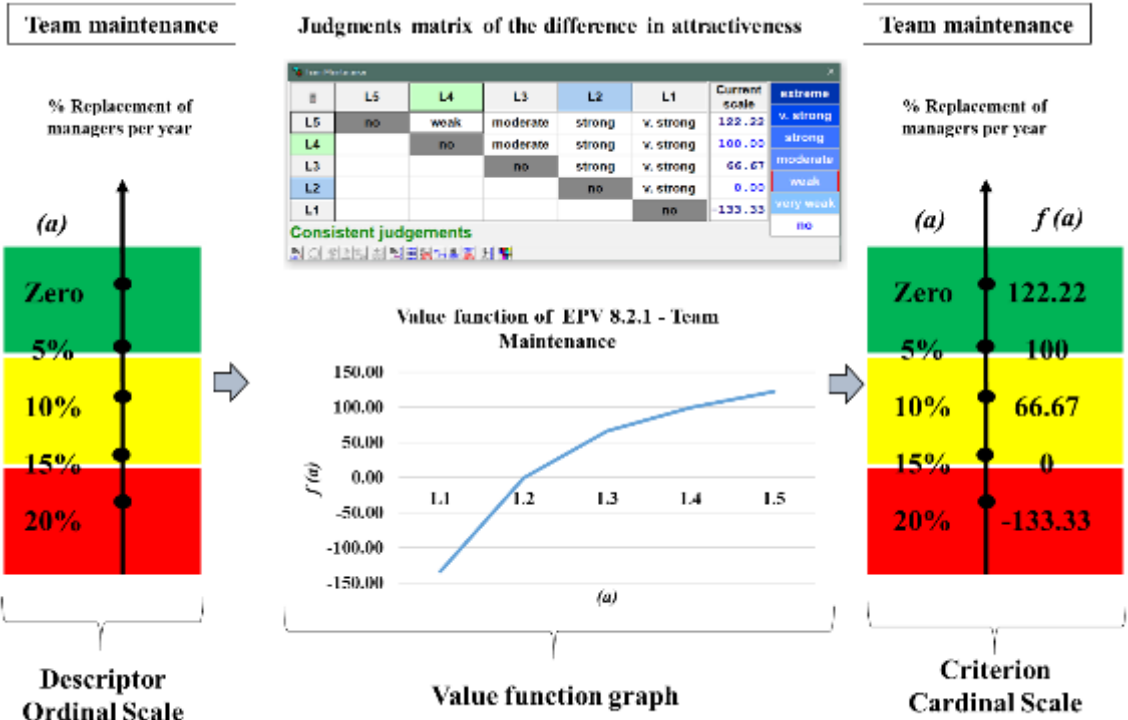 Team maintenance
% Replacement of
managers per year
(a)
Zero
5%
10%
15%
20%
Descriptor
Ordinal Scale
Judgments matrix of the difference in attractiveness
L5 L4 L3 L2 L1 Current scale
L5 no weak moderate strong v. strong 122.22
L4 no moderate strong v. strong 100.00
L3 no strong v. strong 66.67
L2 no v. strong 0.00
L1 no -133.33
extreme
v. strong
strong
moderate
weak
very weak
no
Consistent judgements
Value function of EPV 8.2.1 - Team
Maintenance
f (a)
150.00
100.00
50.00
0.00
-50.00
-100.00
-150.00
L1 L2 L3 L4 L5
(a)
Value function graph
Team maintenance
% Replacement of
managers per year
(a) f (a)
Zero 122.22
5% 100
10% 66.67
15% 0
20% -133.33
Criterion
Cardinal Scale